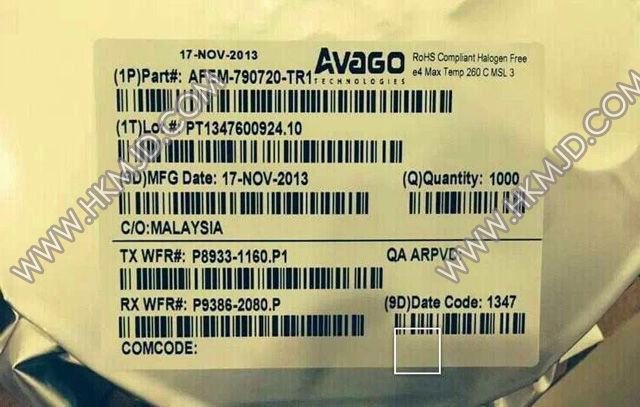 17-NOV-2013
AVAGO
TECHNOLOGIES
RoHS Compliant Halogen Free
e4 Max Temp 260 C MSL 3
(1P)Part#: AFEM-790720-TR1
(1T)Lot #: PT1347600924.10
(9D)MFG Date: 17-NOV-2013
(Q)Quantity: 1000
C/O:MALAYSIA
TX WFR#: P8933-1160.P1
QA ARPVD
RX WFR#: P9386-2080.P
(9D)Date Code: 1347
COMCODE:
WWW.HKMJD.COM
WWW.HKMJD.COM
WWW.HKMJD.COM